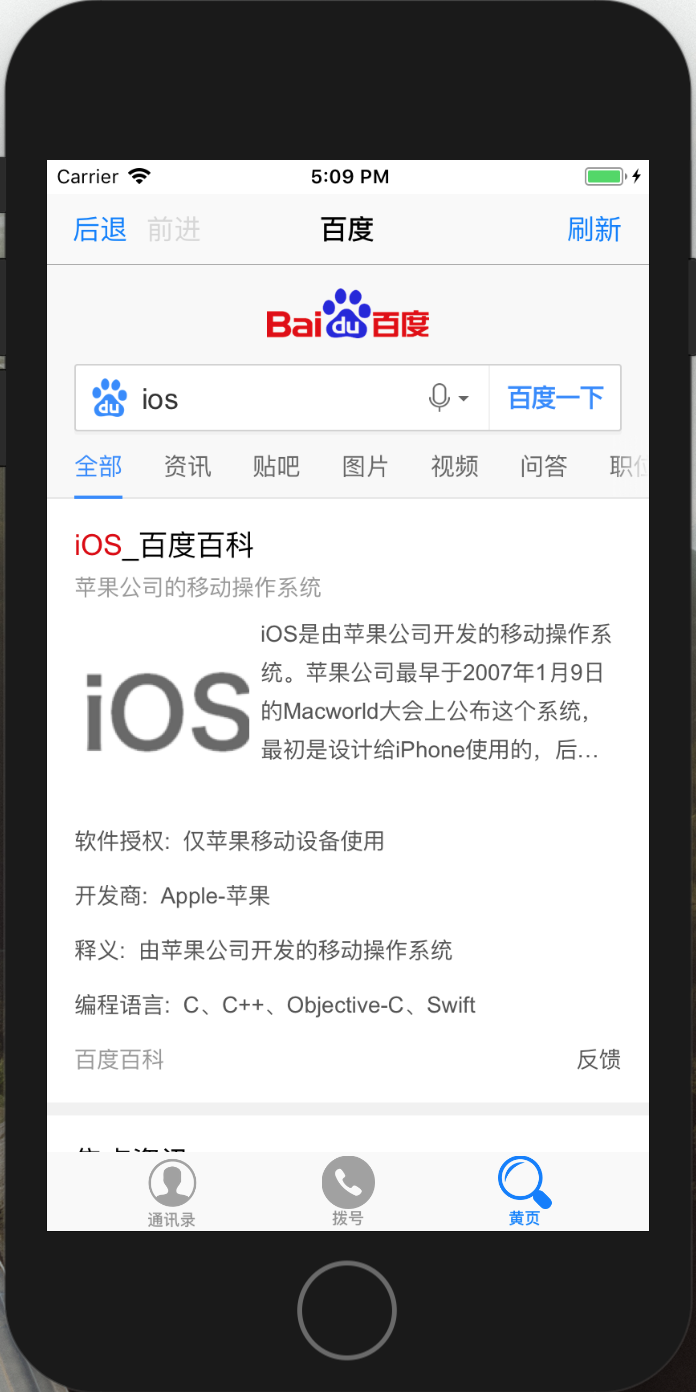 Carrier 5:09 PM
后退 前进 百度 刷新
Bai du 百度
du ios 百度一下
全部 资讯 贴吧 图片 视频 问答 职位
iOS_百度百科
苹果公司的移动操作系统
iOS
iOS是由苹果公司开发的移动操作系
统。苹果公司最早于2007年1月9日
的Macworld大会上公布这个系统，
最初是设计给iPhone使用的，后...
软件授权：仅苹果移动设备使用
开发商：Apple-苹果
释义：由苹果公司开发的移动操作系统
编程语言：C、C++、Objective-C、Swift
百度百科 反馈
通讯录 拨号 黄页